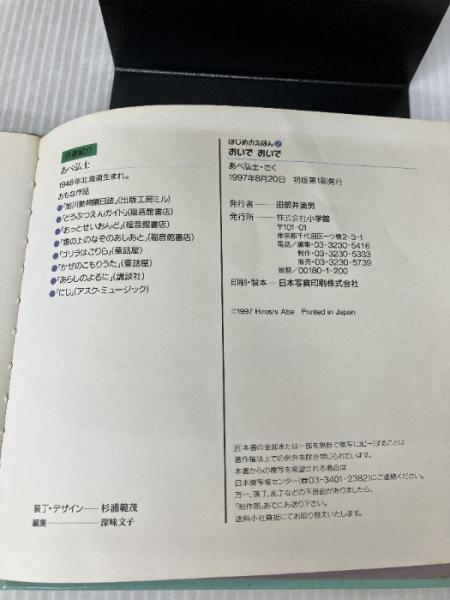 作者紹介
あべ弘士
1948年北海道生まれ。
おもな作品
●「旭川動物園日誌」(出版工房ミル)
●「どうぶつえんガイド」(福音館書店)
●「おっとせいおんど」(福音館書店)
●「雪の上のなぞのあしあと」(福音館書店)
●「ゴリラはごりら」(童話屋)
●「かぜのこもりうた」(童話屋)
●「あらしのよるに」(講談社)
●「にじ」(アスク・ミュージック)
装丁・デザイン――杉浦範茂
編集――深味文子
はじめのえほん②
おいで おいで
あべ弘士・さく
1997年8月20日 初版第1刷発行
発行者――田部井満男
発行所――株式会社小学館
〒101-01
東京都千代田区一ツ橋2-3-1
電話/編集・03-3230-5416
制作・03-3230-5333
販売・03-3230-5739
振替/00180-1-200
印刷・製本――日本写真印刷株式会社
©1997 Hiroshi Abe Printed in Japan
Ⓡ本書の全部または一部を無断で複写(コピー)することは
著作権法上での例外を除き禁じられています。
本書からの複写を希望される場合は
日本複写権センター(☎03-3401-2382)にご連絡ください。
万一、落丁、乱丁などの不良品がありましたら、
「制作部」あてにお送り下さい。
送料小社負担にてお取り替えいたします。